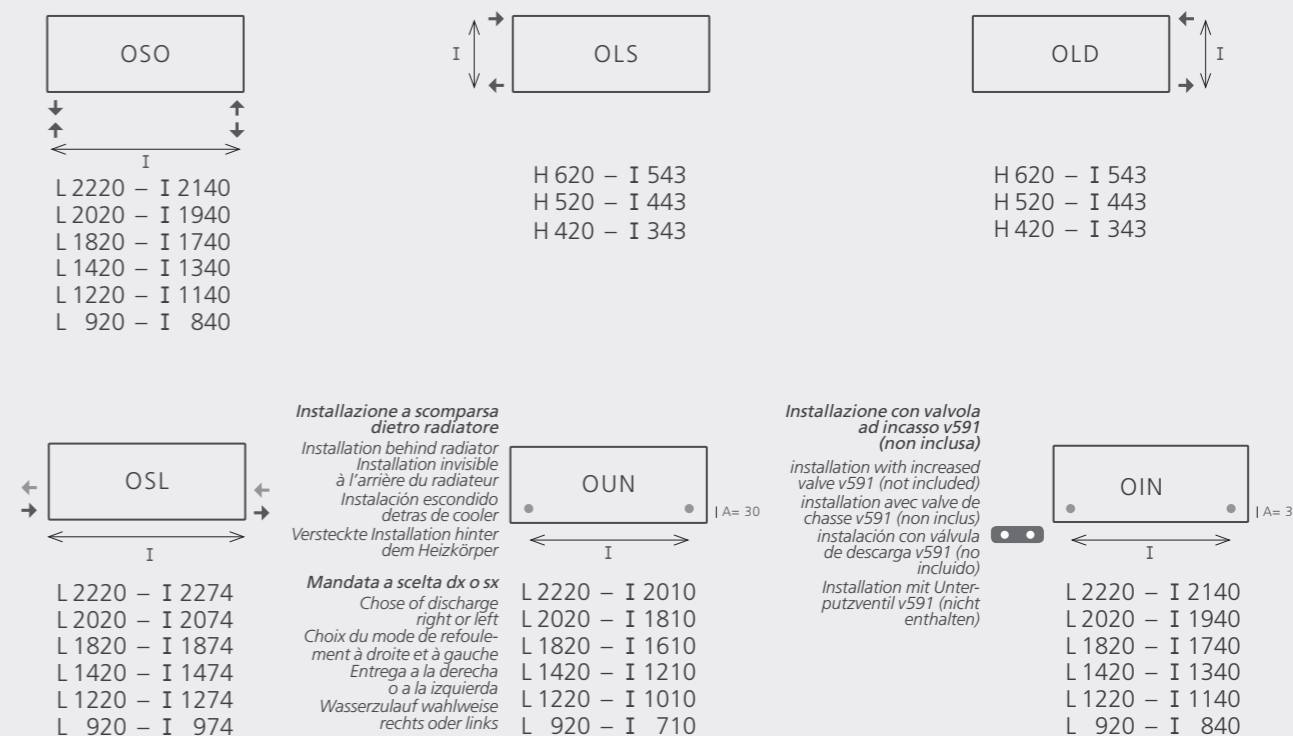 OSO
I
L 2220 – I 2140
L 2020 – I 1940
L 1820 – I 1740
L 1420 – I 1340
L 1220 – I 1140
L 920 – I 840
I
OLS
H 620 – I 543
H 520 – I 443
H 420 – I 343
OLD
I
H 620 – I 543
H 520 – I 443
H 420 – I 343
OSL
I
L 2220 – I 2274
L 2020 – I 2074
L 1820 – I 1874
L 1420 – I 1474
L 1220 – I 1274
L 920 – I 974
Installazione a scomparsa
dietro radiatore
Installation behind radiator
Installation invisible
à l'arrière du radiateur
Instalación escondido
detras de cooler
Versteckte Installation hinter
dem Heizkörper
Mandata a scelta dx o sx
Chose of discharge
right or left
Choix du mode de refoule-
ment à droite et à gauche
Entrega a la derecha
o a la izquierda
Wasserzulauf wahlweise
rechts oder links
OUN
A= 30
I
L 2220 – I 2010
L 2020 – I 1810
L 1820 – I 1610
L 1420 – I 1210
L 1220 – I 1010
L 920 – I 710
Installazione con valvola
ad incasso v591
(non inclusa)
installation with increased
valve v591 (not included)
installation avec valve de
chasse v591 (non inclus)
instalación con válvula
de descarga v591 (no
incluido)
Installation mit Unter-
putzventil v591 (nicht
enthalten)
OIN
A= 3
I
L 2220 – I 2140
L 2020 – I 1940
L 1820 – I 1740
L 1420 – I 1340
L 1220 – I 1140
L 920 – I 840